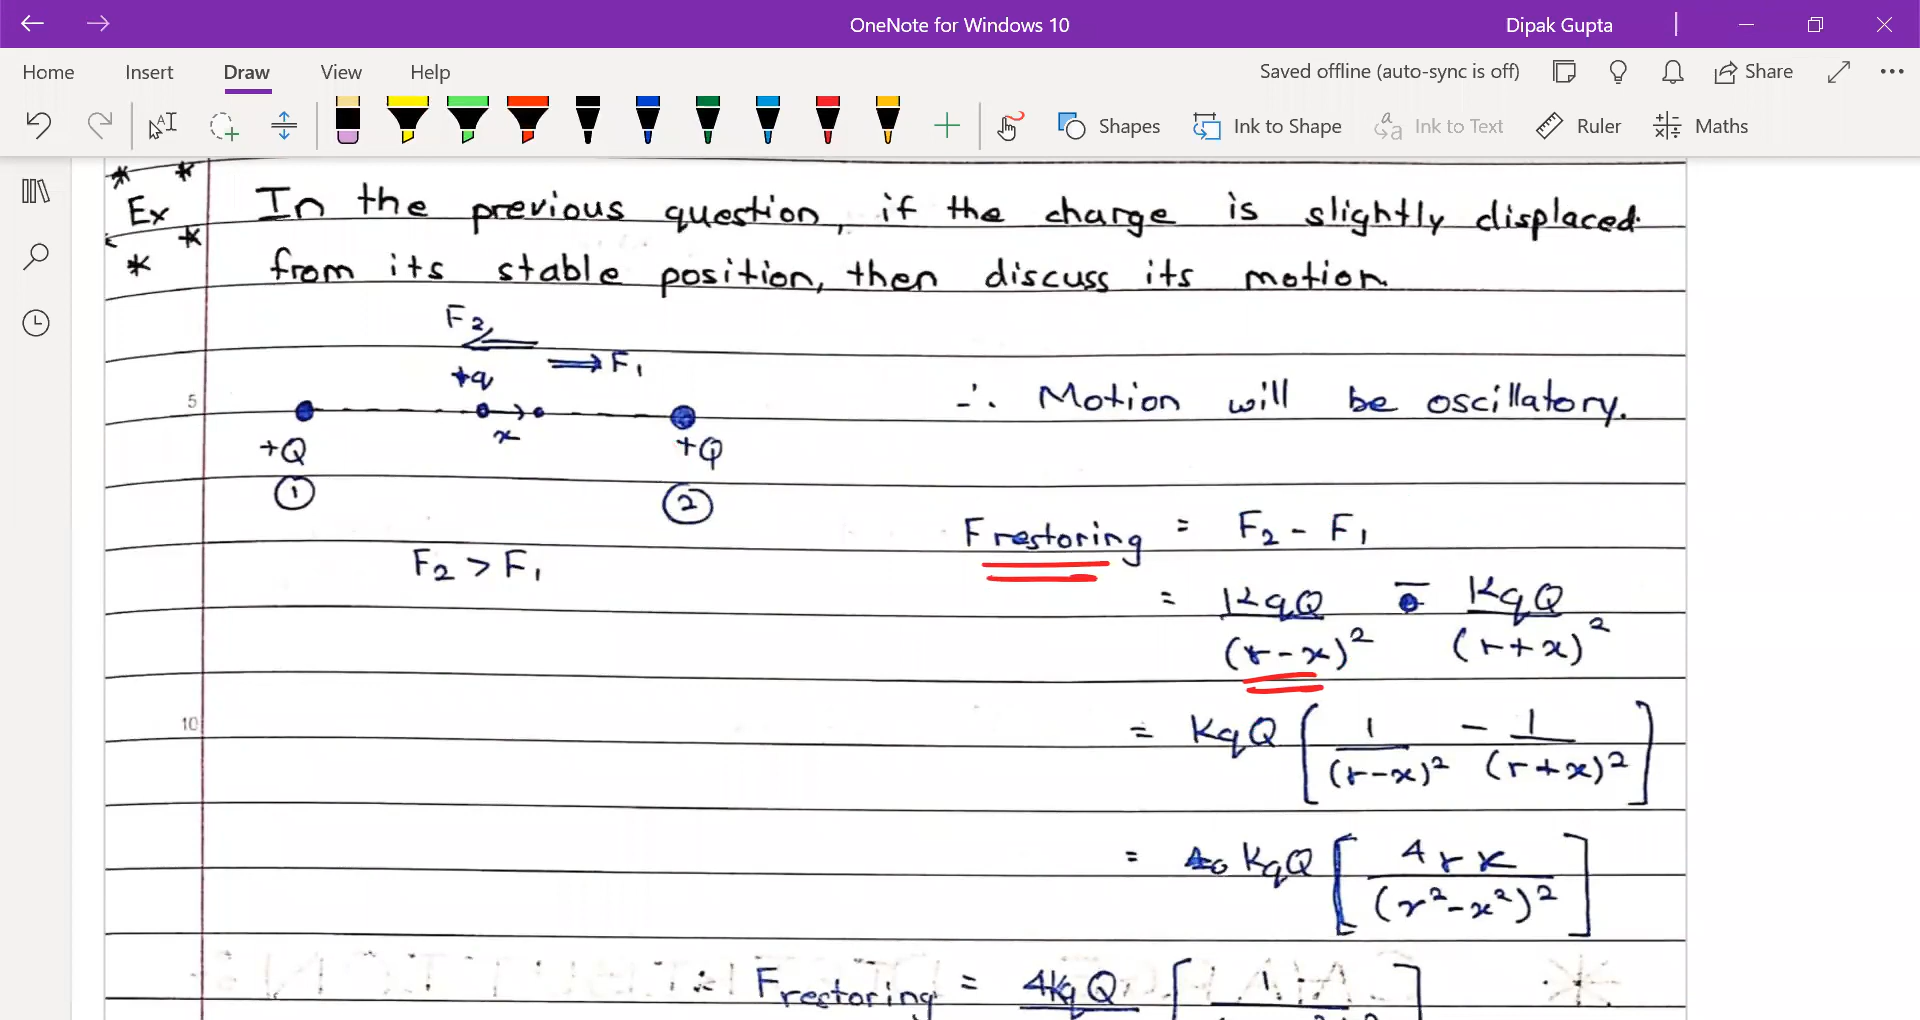 OneNote for Windows 10
Dipak Gupta
Home Insert Draw View Help
Saved offline (auto-sync is off)
Share
Shapes
Ink to Shape
Ink to Text
Ruler
Maths
Ex In the previous question, if the charge is slightly displaced
from its stable position, then discuss its motion.
F₂
F₁
+q
5
x
+Q
+Q
①
②
F₂ > F₁
∴ Motion will be oscillatory.
F restoring = F₂ - F₁
= KqQ/(r-x)² - KqQ/(r+x)²
10
= KqQ [1/(r-x)² - 1/(r+x)²]
= KqQ [4rx/(r²-x²)²]
∴ Frestoring = 4KqQ [1